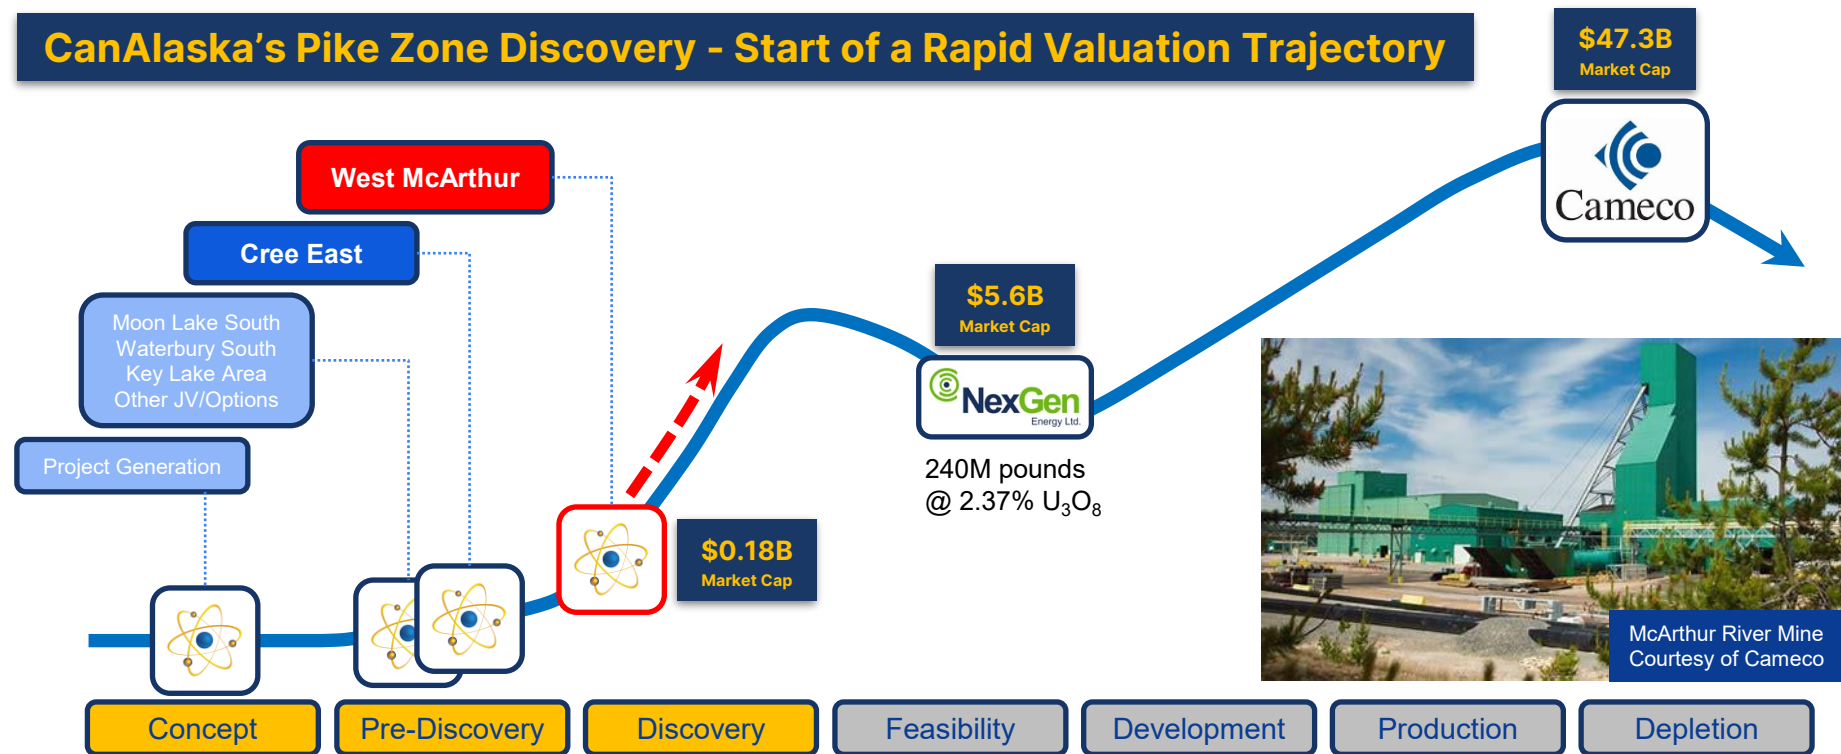 CanAlaska's Pike Zone Discovery - Start of a Rapid Valuation Trajectory
$47.3B
Market Cap
Cameco
West McArthur
Cree East
Moon Lake South
Waterbury South
Key Lake Area
Other JV/Options
Project Generation
$5.6B
Market Cap
NexGen
Energy Ltd.
240M pounds
@ 2.37% U₃O₈
$0.18B
Market Cap
McArthur River Mine
Courtesy of Cameco
Concept
Pre-Discovery
Discovery
Feasibility
Development
Production
Depletion